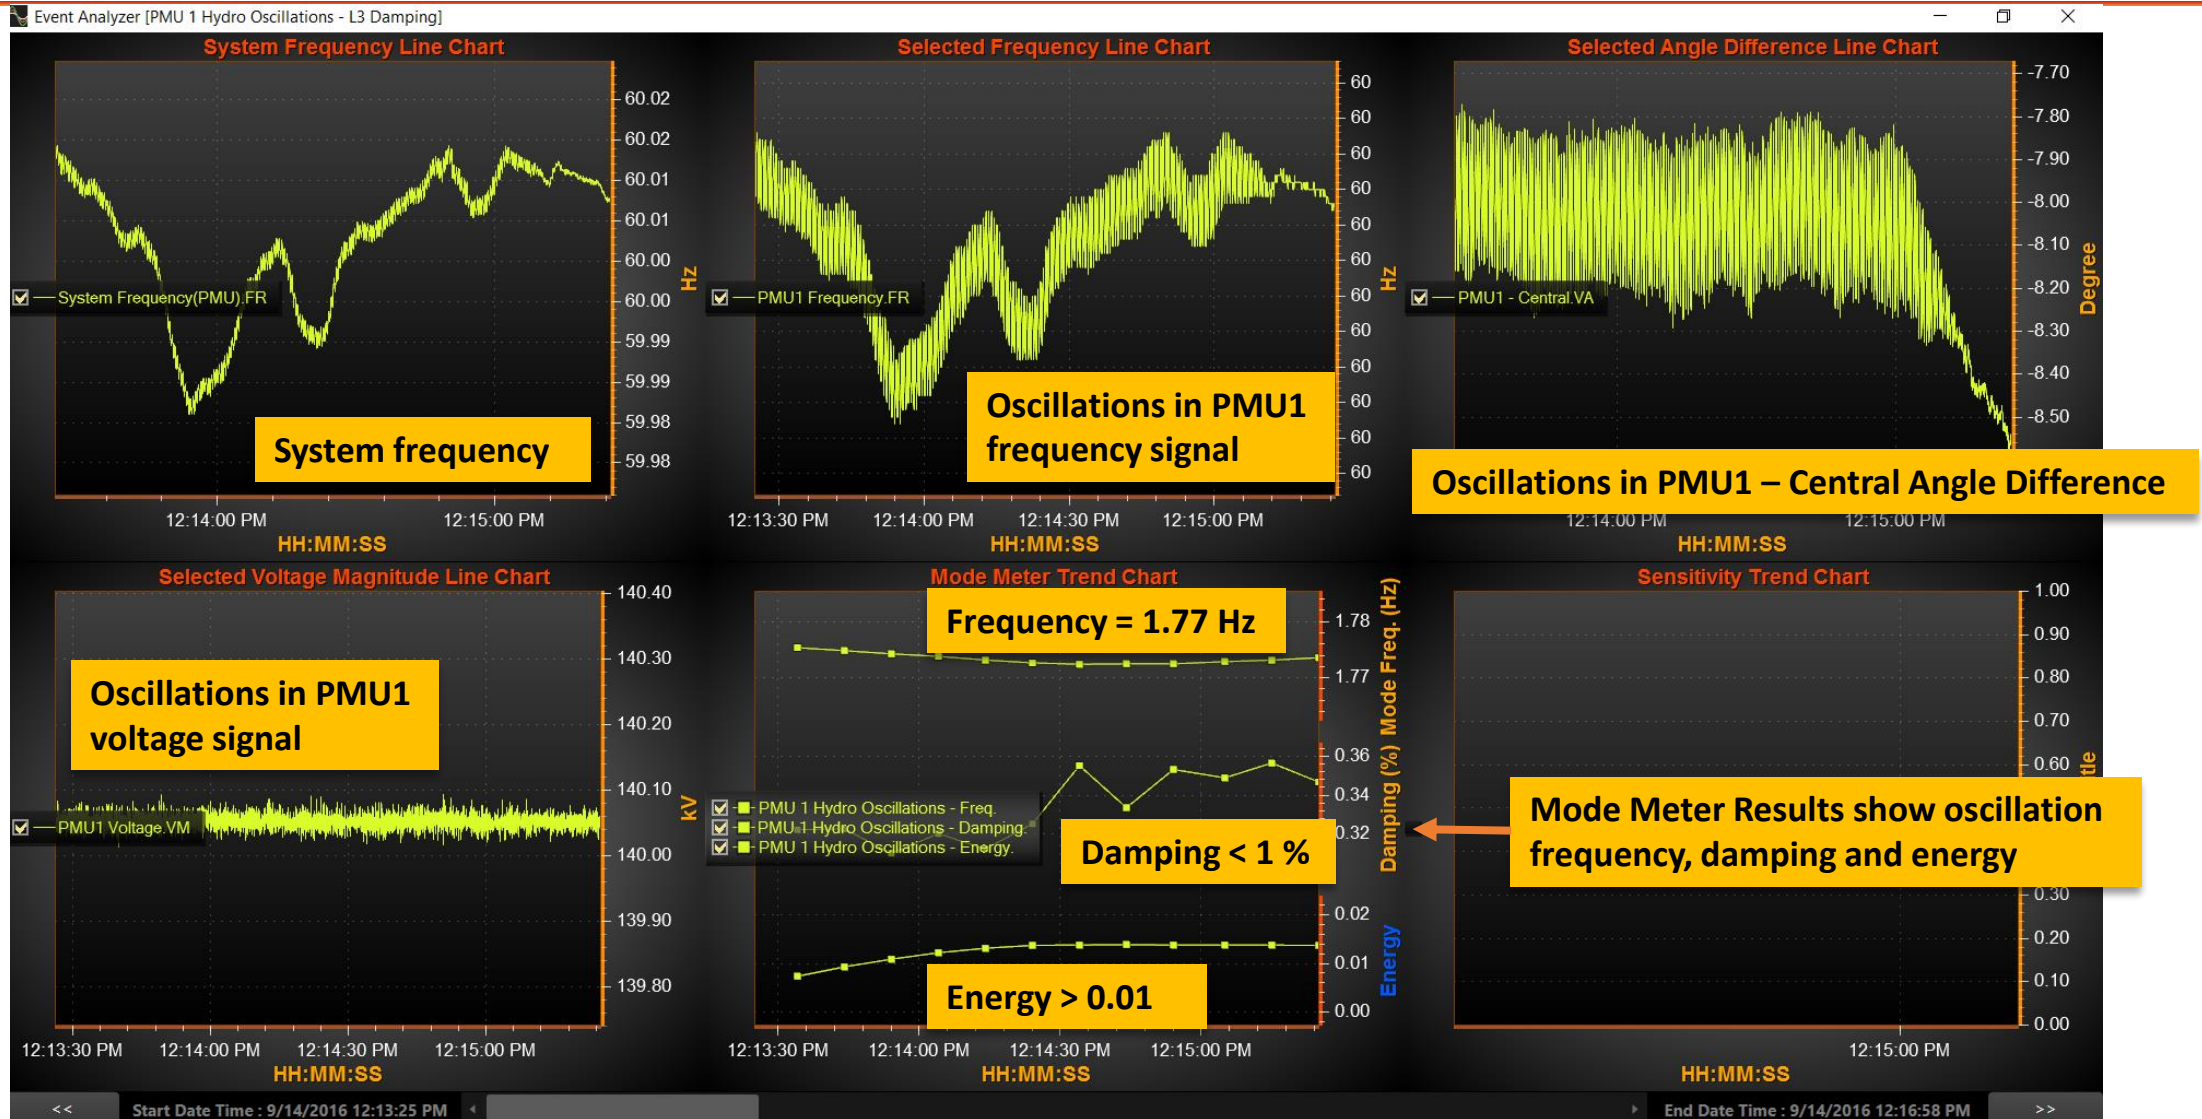 Event Analyzer [PMU 1 Hydro Oscillations - L3 Damping]
System Frequency Line Chart
60.02
60.02
60.01
60.01
60.00
60.00
59.99
59.99
59.98
59.98
Hz
System Frequency(PMU).FR
System frequency
12:14:00 PM
12:15:00 PM
HH:MM:SS
Selected Frequency Line Chart
60
60
60
60
60
60
60
60
60
60
60
60
Hz
PMU1 Frequency.FR
Oscillations in PMU1
frequency signal
12:13:30 PM
12:14:00 PM
12:14:30 PM
12:15:00 PM
HH:MM:SS
Selected Angle Difference Line Chart
-7.70
-7.80
-7.90
-8.00
-8.10
-8.20
-8.30
-8.40
-8.50
Degree
PMU1 - Central.VA
Oscillations in PMU1 – Central Angle Difference
12:14:00 PM
12:15:00 PM
HH:MM:SS
Selected Voltage Magnitude Line Chart
140.40
140.30
140.20
140.10
140.00
139.90
139.80
kV
Oscillations in PMU1
voltage signal
PMU1 Voltage.VM
12:13:30 PM
12:14:00 PM
12:14:30 PM
12:15:00 PM
HH:MM:SS
Mode Meter Trend Chart
Frequency = 1.77 Hz
1.78
1.77
Mode Freq. (Hz)
0.36
0.34
0.32
Damping (%)
PMU 1 Hydro Oscillations - Freq.
PMU 1 Hydro Oscillations - Damping.
PMU 1 Hydro Oscillations - Energy.
Damping < 1 %
0.02
0.01
0.00
Energy
Energy > 0.01
12:13:30 PM
12:14:00 PM
12:14:30 PM
12:15:00 PM
HH:MM:SS
Sensitivity Trend Chart
1.00
0.90
0.80
0.70
0.60
0.30
0.20
0.10
0.00
Mode Meter Results show oscillation
frequency, damping and energy
12:15:00 PM
HH:MM:SS
<<
Start Date Time : 9/14/2016 12:13:25 PM
End Date Time : 9/14/2016 12:16:58 PM
>>